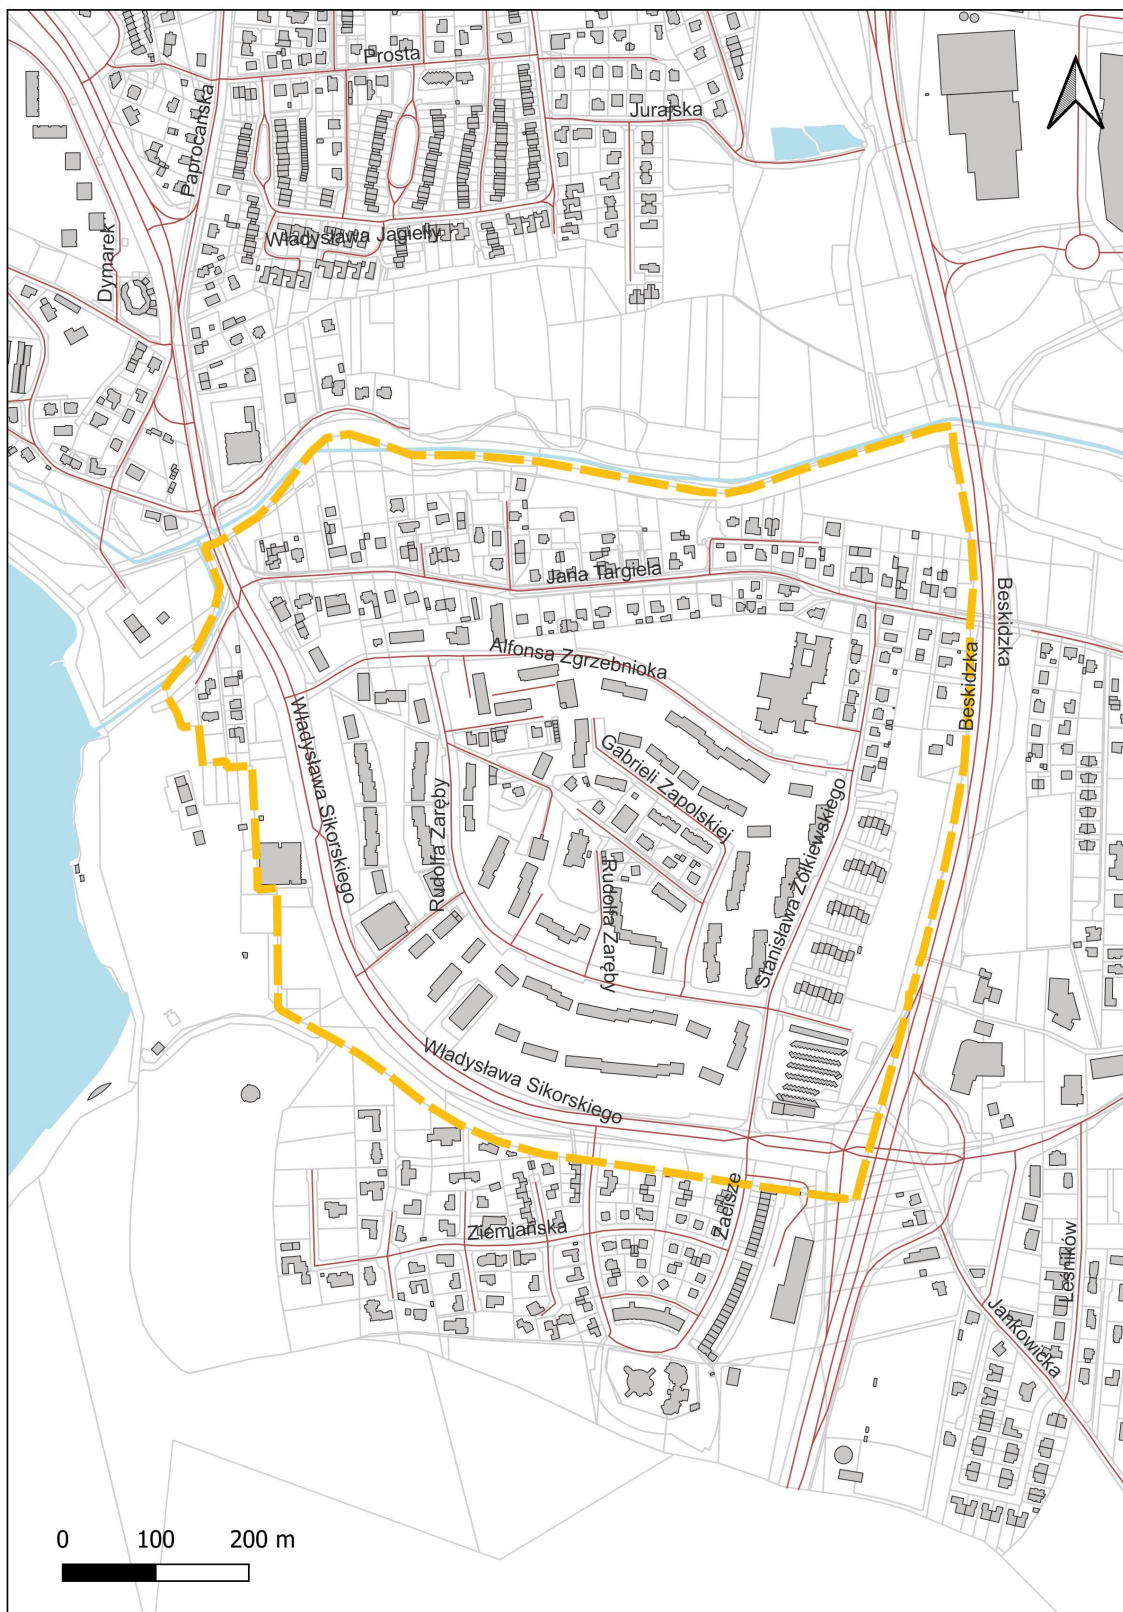 Prosta
Jurajska
Paprocańska
Władysława Jagiełły
Dymarek
Jana Targiela
Beskidzka
Beskidzka
Alfonsa Zgrzebnioka
Władysława Sikorskiego
Gabrieli Zapolskiej
Rudolfa Zaręby
Rudolfa Zaręby
Stanisława Żółkiewskiego
Władysława Sikorskiego
Zacisze
Ziemiańska
Leśników
Jankowicka
0 100 200 m